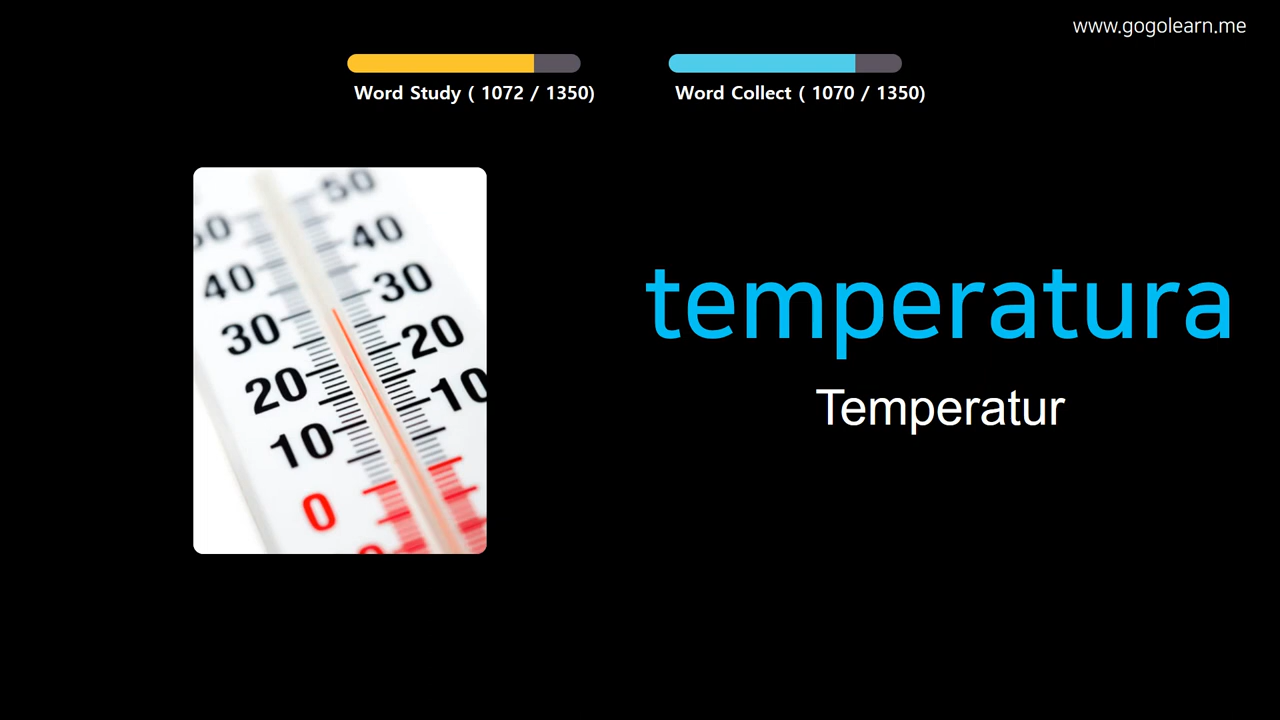 www.gogolearn.me
Word Study ( 1072 / 1350)
Word Collect ( 1070 / 1350)
50
50
40
40
30
30
20
20
10
10
0
temperatura
Temperatur